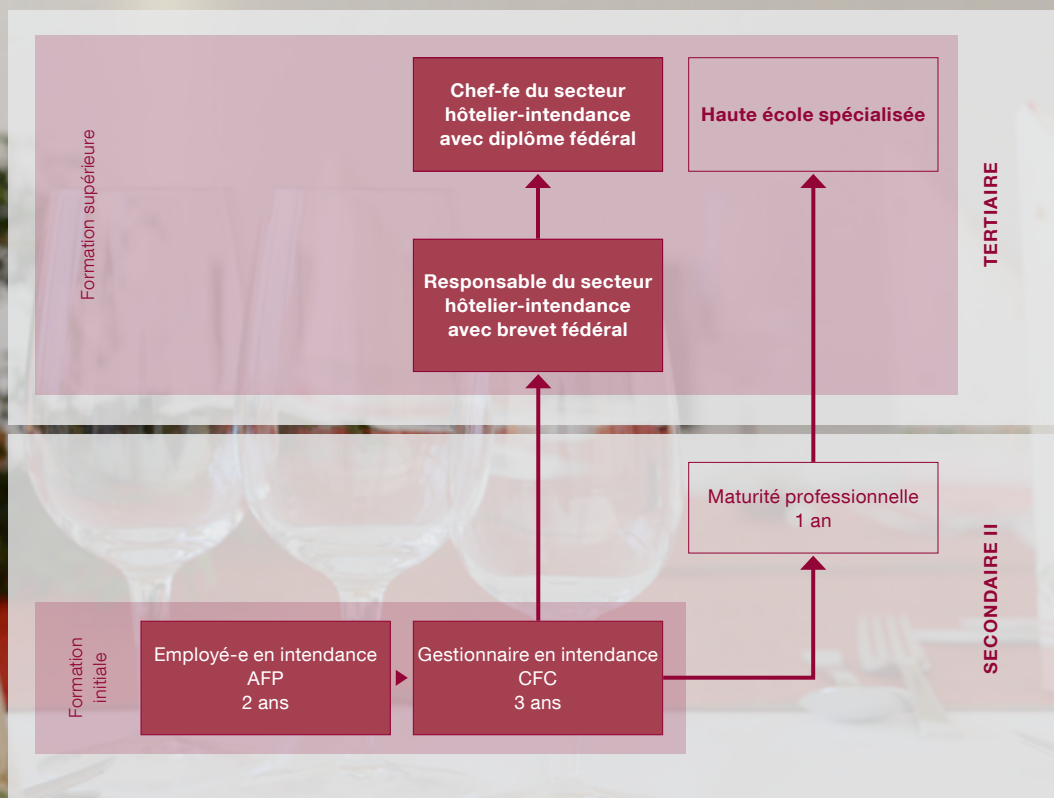 Formation supérieure
Chef-fe du secteur
hôtelier-intendance
avec diplôme fédéral
Haute école spécialisée
TERTIAIRE
Responsable du secteur
hôtelier-intendance
avec brevet fédéral
Maturité professionnelle
1 an
SECONDAIRE II
Formation
initiale
Employé-e en intendance
AFP
2 ans
Gestionnaire en intendance
CFC
3 ans